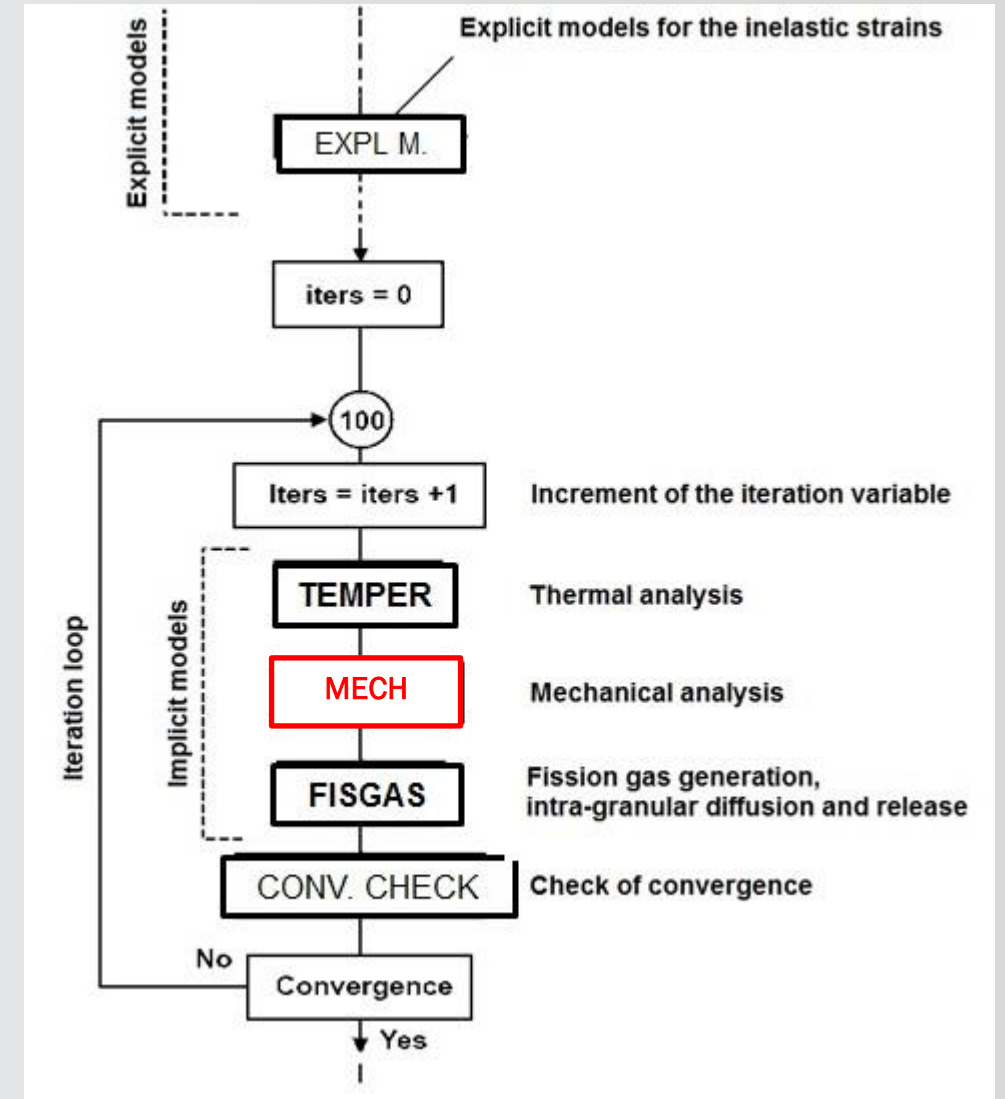 Explicit models for the inelastic strains
Explicit models
EXPL M.
iters = 0
100
Iters = iters +1
Increment of the iteration variable
TEMPER
Thermal analysis
Iteration loop
Implicit models
MECH
Mechanical analysis
FISGAS
Fission gas generation,
intra-granular diffusion and release
CONV. CHECK
Check of convergence
No
Convergence
Yes